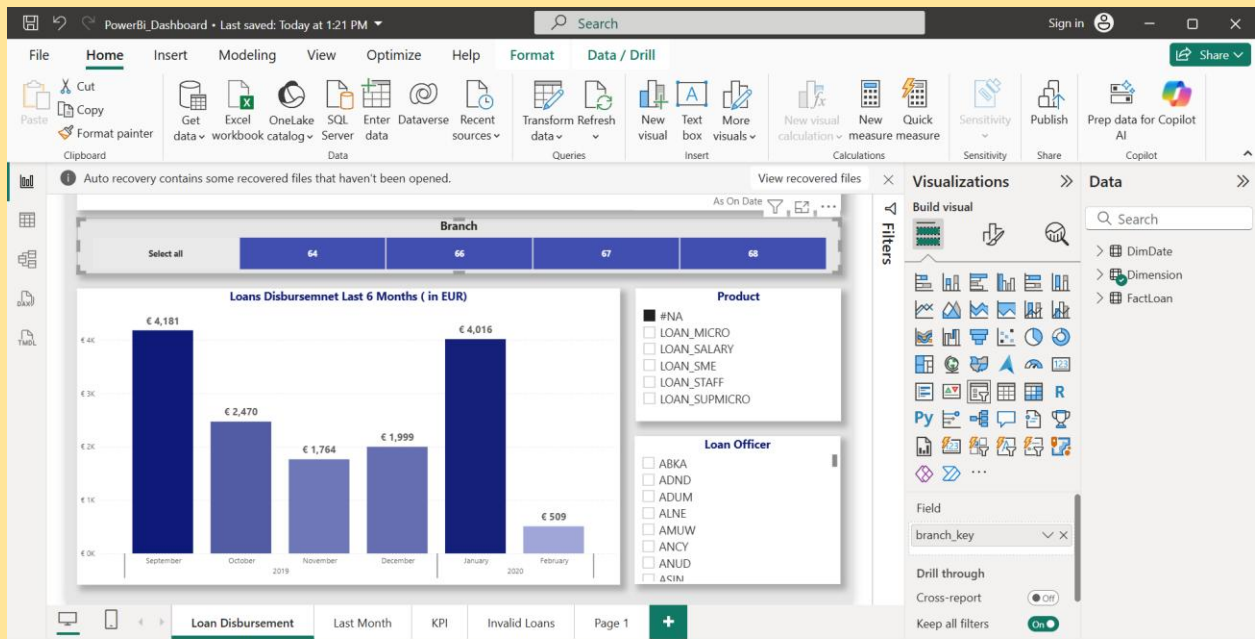 PowerBi_Dashboard • Last saved: Today at 1:21 PM
Search
Sign in
File Home Insert Modeling View Optimize Help Format Data / Drill
Share
Paste
Cut
Copy
Format painter
Clipboard
Get data
Excel workbook
OneLake catalog
SQL Server
Enter data
Dataverse
Recent sources
Data
Transform data
Refresh
Queries
New visual
Text box
More visuals
Insert
New visual calculation
New measure
Quick measure
Calculations
Sensitivity
Sensitivity
Publish
Share
Prep data for AI
Copilot
Copilot
Auto recovery contains some recovered files that haven't been opened.
View recovered files
As On Date
Branch
Select all 64 66 67 68
Loans Disbursemnet Last 6 Months ( in EUR)
€ 4,181
€ 4,016
€ 2,470
€ 1,764
€ 1,999
€ 509
€ 4K
€ 3K
€ 2K
€ 1K
€ 0K
September October November December January February
2019 2020
Product
#NA
LOAN_MICRO
LOAN_SALARY
LOAN_SME
LOAN_STAFF
LOAN_SUPMICRO
Loan Officer
ABKA
ADND
ADUM
ALNE
AMUW
ANCY
ANUD
ASIN
Filters
Visualizations
Build visual
123
R
Py
Field
branch_key
Drill through
Cross-report
Off
Keep all filters
On
Data
Search
DimDate
Dimension
FactLoan
DAX
TMDL
Loan Disbursement Last Month KPI Invalid Loans Page 1